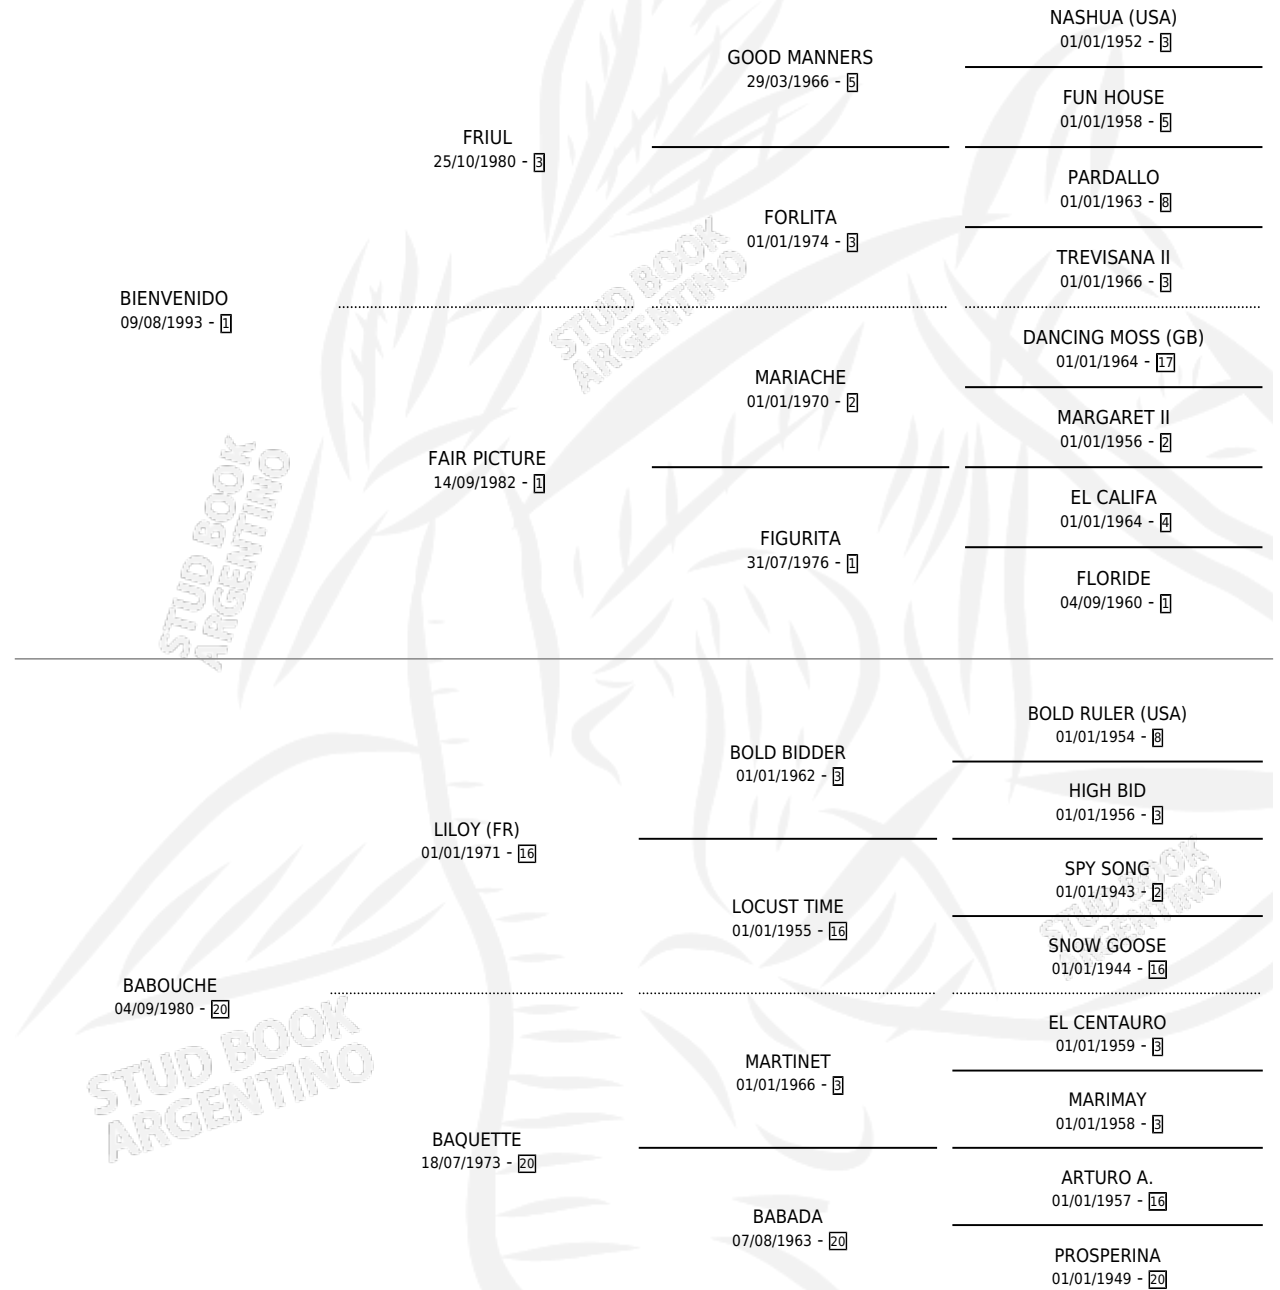 NASHUA (USA)
01/01/1952 - 3
GOOD MANNERS
29/03/1966 - 5
FUN HOUSE
01/01/1958 - 5
FRIUL
25/10/1980 - 3
PARDALLO
01/01/1963 - 8
FORLITA
01/01/1974 - 3
TREVISANA II
01/01/1966 - 3
BIENVENIDO
09/08/1993 - 1
STUD BOOK
ARGENTINO
DANCING MOSS (GB)
01/01/1964 - 17
MARIACHE
01/01/1970 - 2
MARGARET II
01/01/1956 - 2
FAIR PICTURE
14/09/1982 - 1
EL CALIFA
01/01/1964 - 4
FIGURITA
31/07/1976 - 1
FLORIDE
04/09/1960 - 1
STUD BOOK
ARGENTINO
BOLD RULER (USA)
01/01/1954 - 8
BOLD BIDDER
01/01/1962 - 3
HIGH BID
01/01/1956 - 3
LILOY (FR)
01/01/1971 - 16
SPY SONG
01/01/1943 - 2
LOCUST TIME
01/01/1955 - 16
SNOW GOOSE
01/01/1944 - 16
STUD BOOK
ARGENTINO
BABOUCHE
04/09/1980 - 20
EL CENTAURO
01/01/1959 - 3
MARTINET
01/01/1966 - 3
MARIMAY
01/01/1958 - 3
STUD BOOK
ARGENTINO
BAQUETTE
18/07/1973 - 20
ARTURO A.
01/01/1957 - 16
BABADA
07/08/1963 - 20
PROSPERINA
01/01/1949 - 20